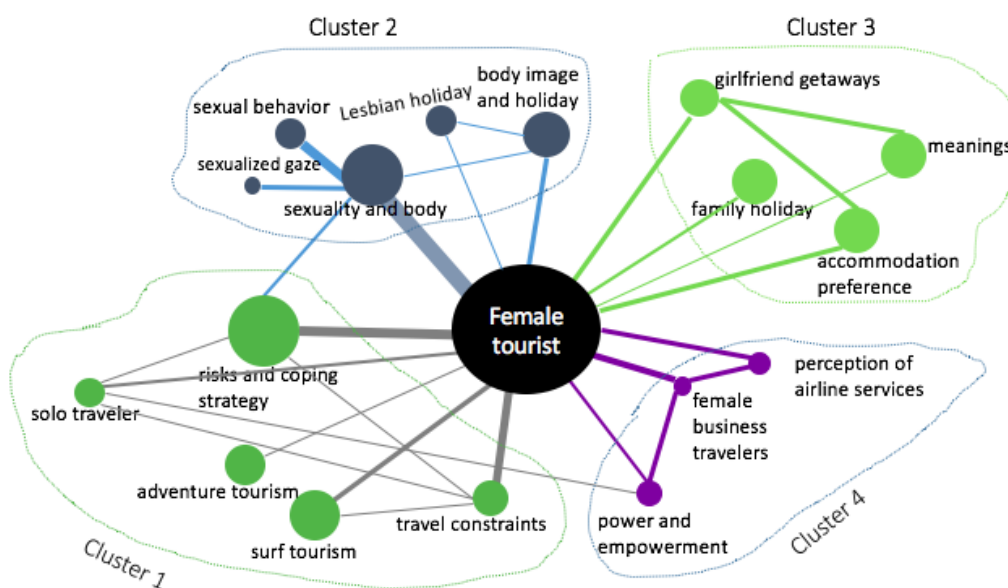 Cluster 2
Cluster 3
body image
and holiday
Lesbian holiday
sexual behavior
sexualized gaze
sexuality and body
girlfriend getaways
meanings
family holiday
accommodation
preference
Female
tourist
risks and coping
strategy
solo traveler
adventure tourism
surf tourism
travel constraints
Cluster 1
perception of
airline services
female
business
travelers
power and
empowerment
Cluster 4